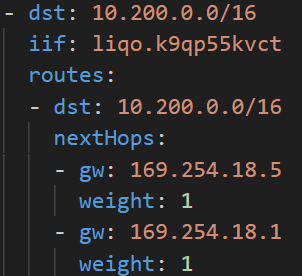 - dst: 10.200.0.0/16
  iif: liqo.k9qp55kvct
  routes:
  - dst: 10.200.0.0/16
    nextHops:
    - gw: 169.254.18.5
      weight: 1
    - gw: 169.254.18.1
      weight: 1